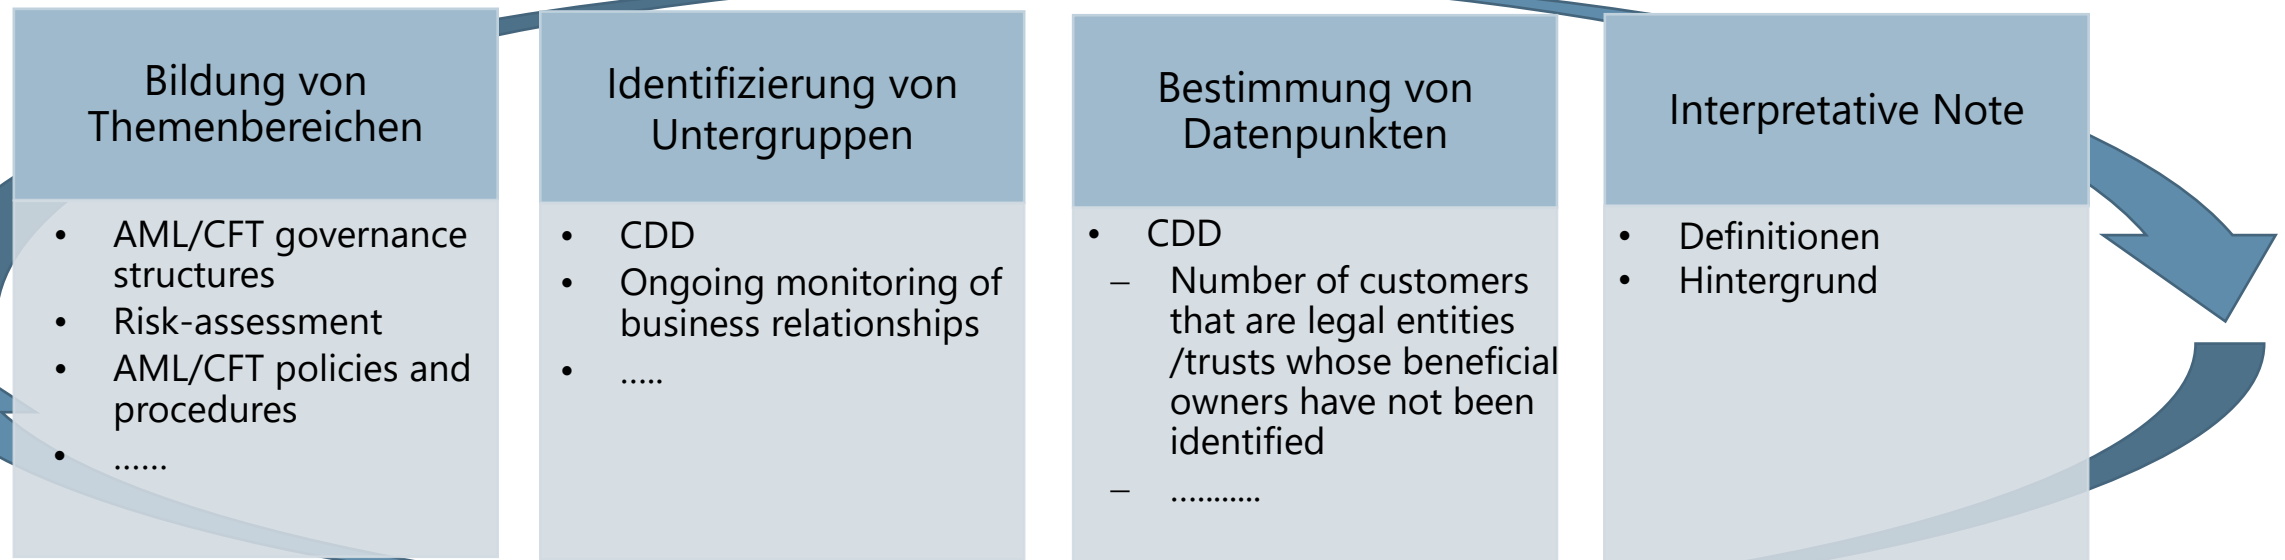 Bildung von
Themenbereichen
• AML/CFT governance
structures
• Risk-assessment
• AML/CFT policies and
procedures
• ......
Identifizierung von
Untergruppen
• CDD
• Ongoing monitoring of
business relationships
• .....
Bestimmung von
Datenpunkten
• CDD
– Number of customers
that are legal entities
/trusts whose beneficial
owners have not been
identified
– ...........
Interpretative Note
• Definitionen
• Hintergrund